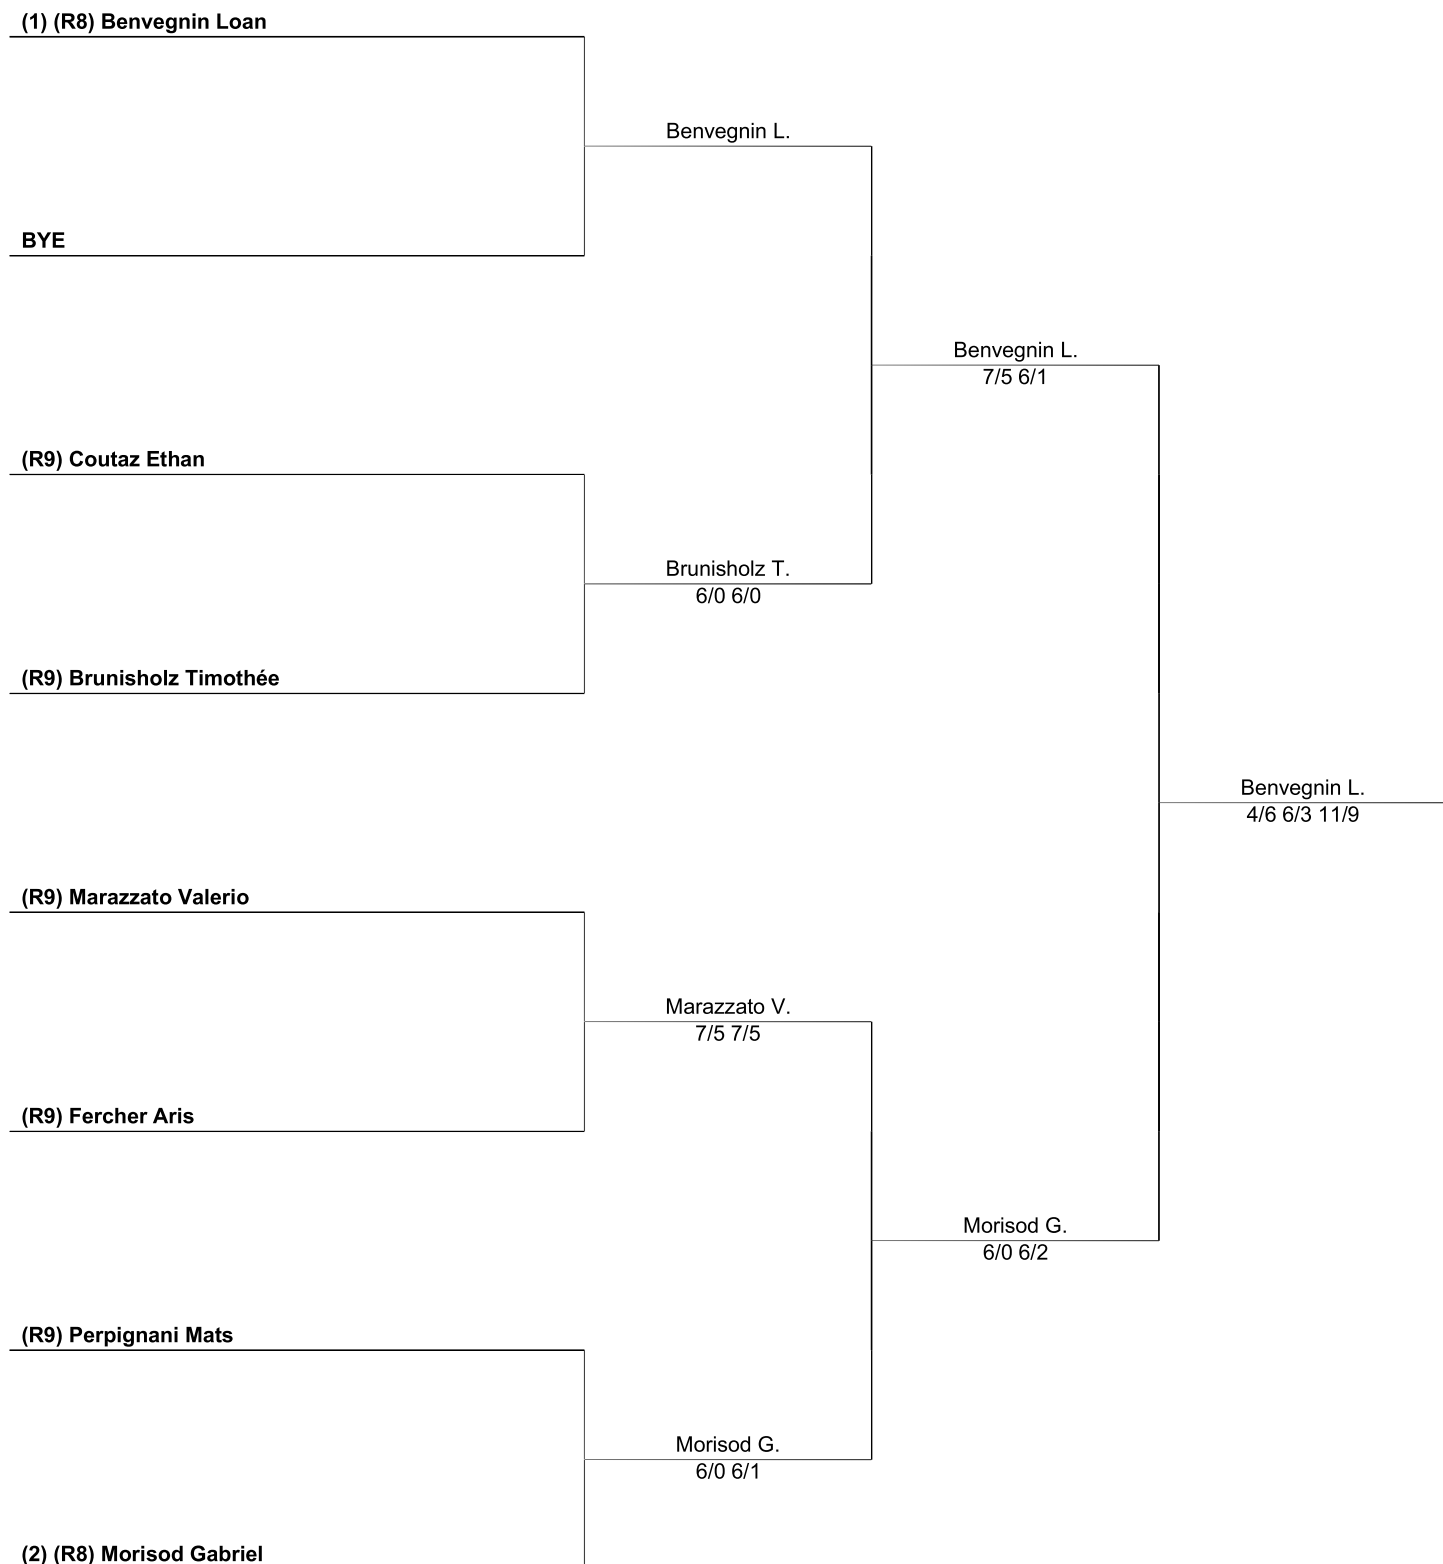 (1) (R8) Benvegnin Loan
Benvegnin L.
BYE
Benvegnin L.
7/5 6/1
(R9) Coutaz Ethan
Brunisholz T.
6/0 6/0
(R9) Brunisholz Timothée
Benvegnin L.
4/6 6/3 11/9
(R9) Marazzato Valerio
Marazzato V.
7/5 7/5
(R9) Fercher Aris
Morisod G.
6/0 6/2
(R9) Perpignani Mats
Morisod G.
6/0 6/1
(2) (R8) Morisod Gabriel